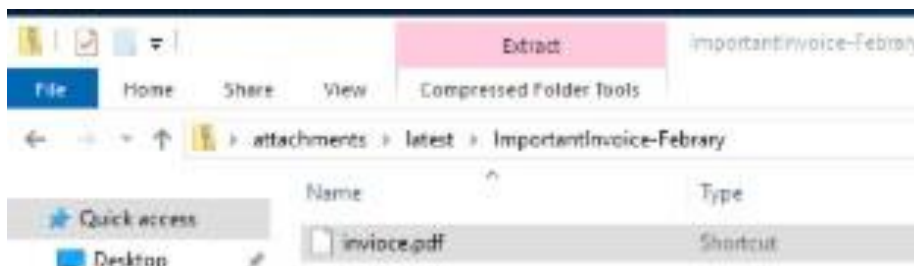 Extract
ImportantInvoice-Febrary
File Home Share View Compressed Folder Tools
attachments latest ImportantInvoice-Febrary
Name Type
Quick access
invioce.pdf Shortcut
Desktop